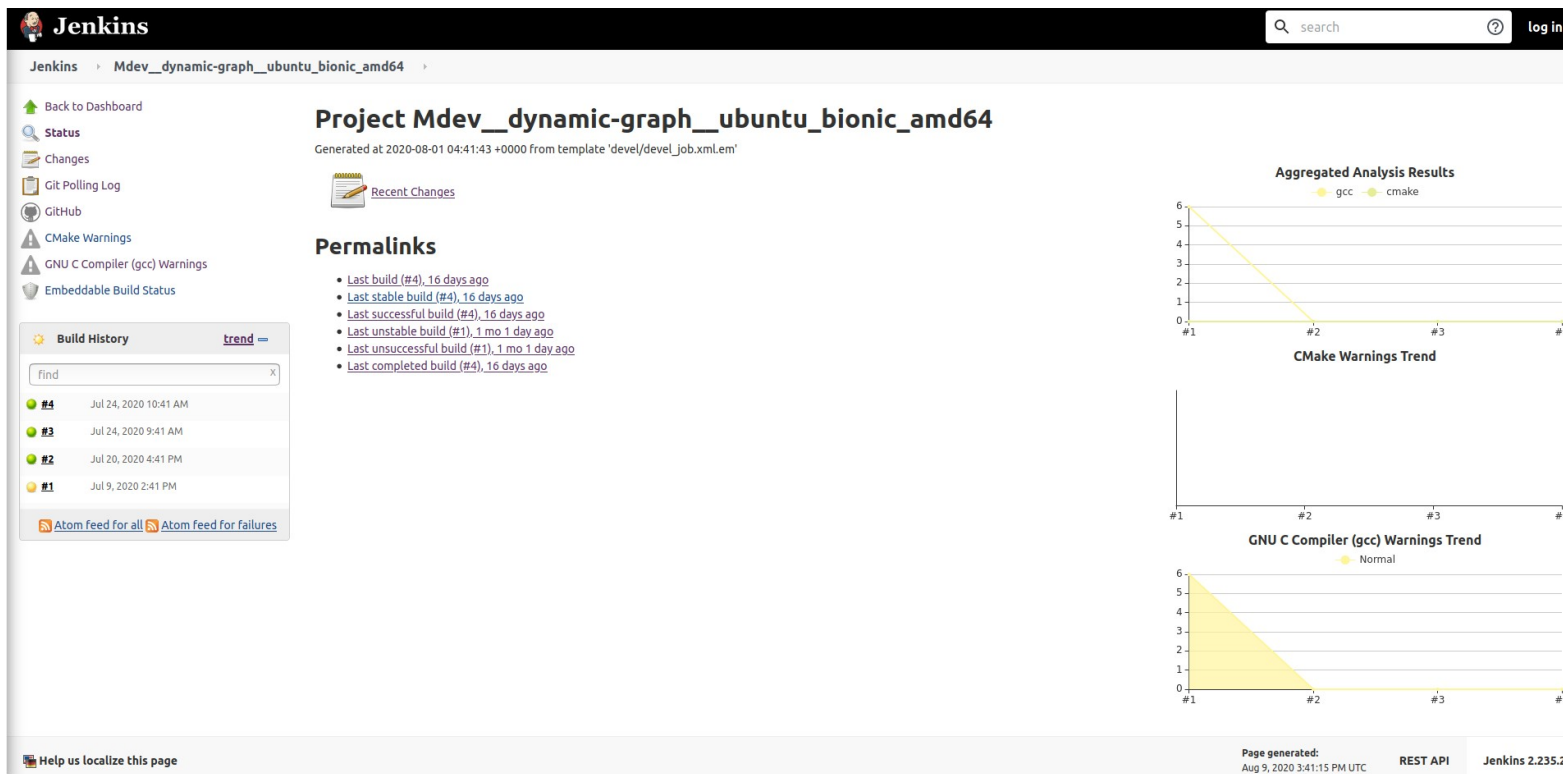 Jenkins
search
log in
Jenkins
Mdev__dynamic-graph__ubuntu_bionic_amd64
Back to Dashboard
Status
Changes
Git Polling Log
GitHub
CMake Warnings
GNU C Compiler (gcc) Warnings
Embeddable Build Status
Build History
trend
find
x
#4 Jul 24, 2020 10:41 AM
#3 Jul 24, 2020 9:41 AM
#2 Jul 20, 2020 4:41 PM
#1 Jul 9, 2020 2:41 PM
Atom feed for all Atom feed for failures
Project Mdev__dynamic-graph__ubuntu_bionic_amd64
Generated at 2020-08-01 04:41:43 +0000 from template 'devel/devel_job.xml.em'
Recent Changes
Permalinks
• Last build (#4), 16 days ago
• Last stable build (#4), 16 days ago
• Last successful build (#4), 16 days ago
• Last unstable build (#1), 1 mo 1 day ago
• Last unsuccessful build (#1), 1 mo 1 day ago
• Last completed build (#4), 16 days ago
Aggregated Analysis Results
gcc cmake
6
5
4
3
2
1
0
#1 #2 #3 #
CMake Warnings Trend
#1 #2 #3 #
GNU C Compiler (gcc) Warnings Trend
Normal
6
5
4
3
2
1
0
#1 #2 #3 #
Help us localize this page
Page generated:
Aug 9, 2020 3:41:15 PM UTC
REST API
Jenkins 2.235.2